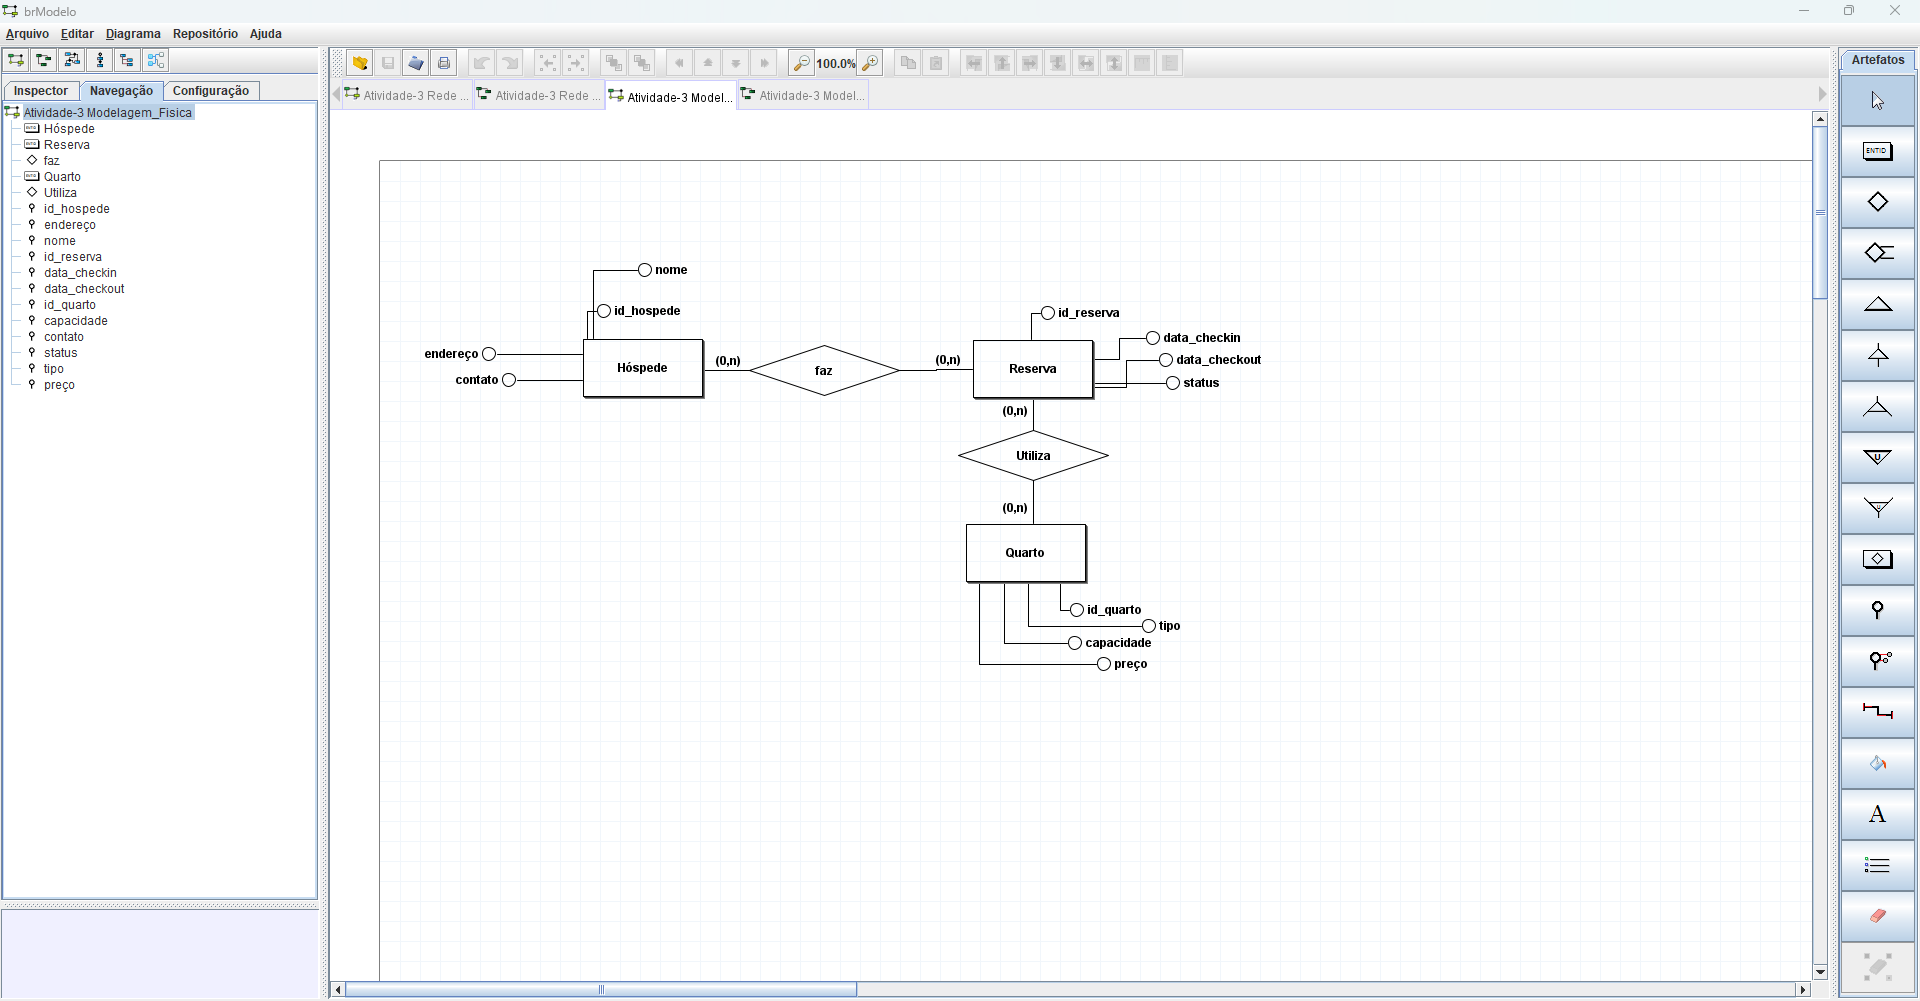 brModelo
Arquivo Editar Diagrama Repositório Ajuda
100.0%
Artefatos
Inspector Navegação Configuração
Atividade-3 Rede ... Atividade-3 Rede ... Atividade-3 Model... Atividade-3 Model...
Atividade-3 Modelagem_Fisica
Hóspede
Reserva
faz
Quarto
Utiliza
id_hospede
endereço
nome
id_reserva
data_checkin
data_checkout
id_quarto
capacidade
contato
status
tipo
preço
nome
id_hospede
endereço
contato
Hóspede
(0,n)
faz
(0,n)
Reserva
id_reserva
data_checkin
data_checkout
status
(0,n)
Utiliza
(0,n)
Quarto
id_quarto
tipo
capacidade
preço
ENTID
U
A